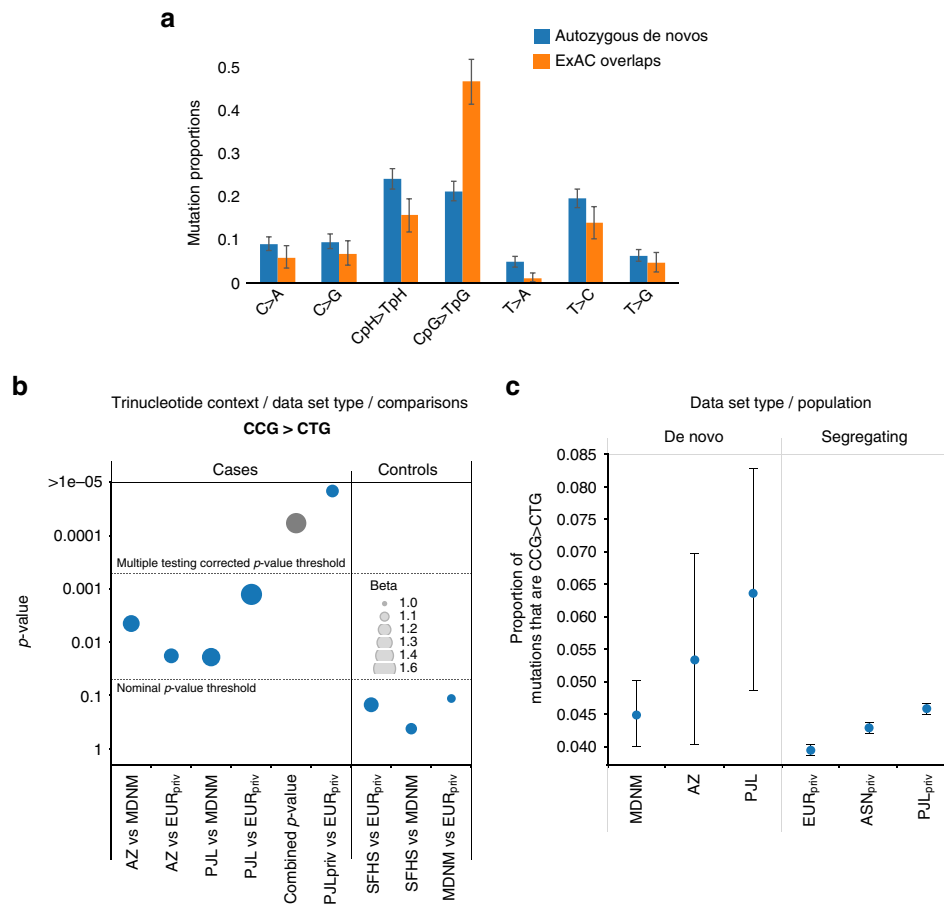 a
Autozygous de novos
ExAC overlaps
Mutation proportions
0.5
0.4
0.3
0.2
0.1
0
C>A
C>G
CpH>TpH
CpG>TpG
T>A
T>C
T>G
b
Trinucleotide context / data set type / comparisons
CCG > CTG
Cases
Controls
>1e–05
0.0001
Multiple testing corrected p-value threshold
0.001
0.01
Nominal p-value threshold
0.1
1
p-value
Beta
1.0
1.1
1.2
1.3
1.4
1.6
AZ vs MDNM
AZ vs EURpriv
PJL vs MDNM
PJL vs EURpriv
Combined p-value
PJLpriv vs EURpriv
SFHS vs EURpriv
SFHS vs MDNM
MDNM vs EURpriv
c
Data set type / population
De novo
Segregating
Proportion of
mutations that are CCG>CTG
0.085
0.080
0.075
0.070
0.065
0.060
0.055
0.050
0.045
0.040
MDNM
AZ
PJL
EURpriv
ASNpriv
PJLpriv